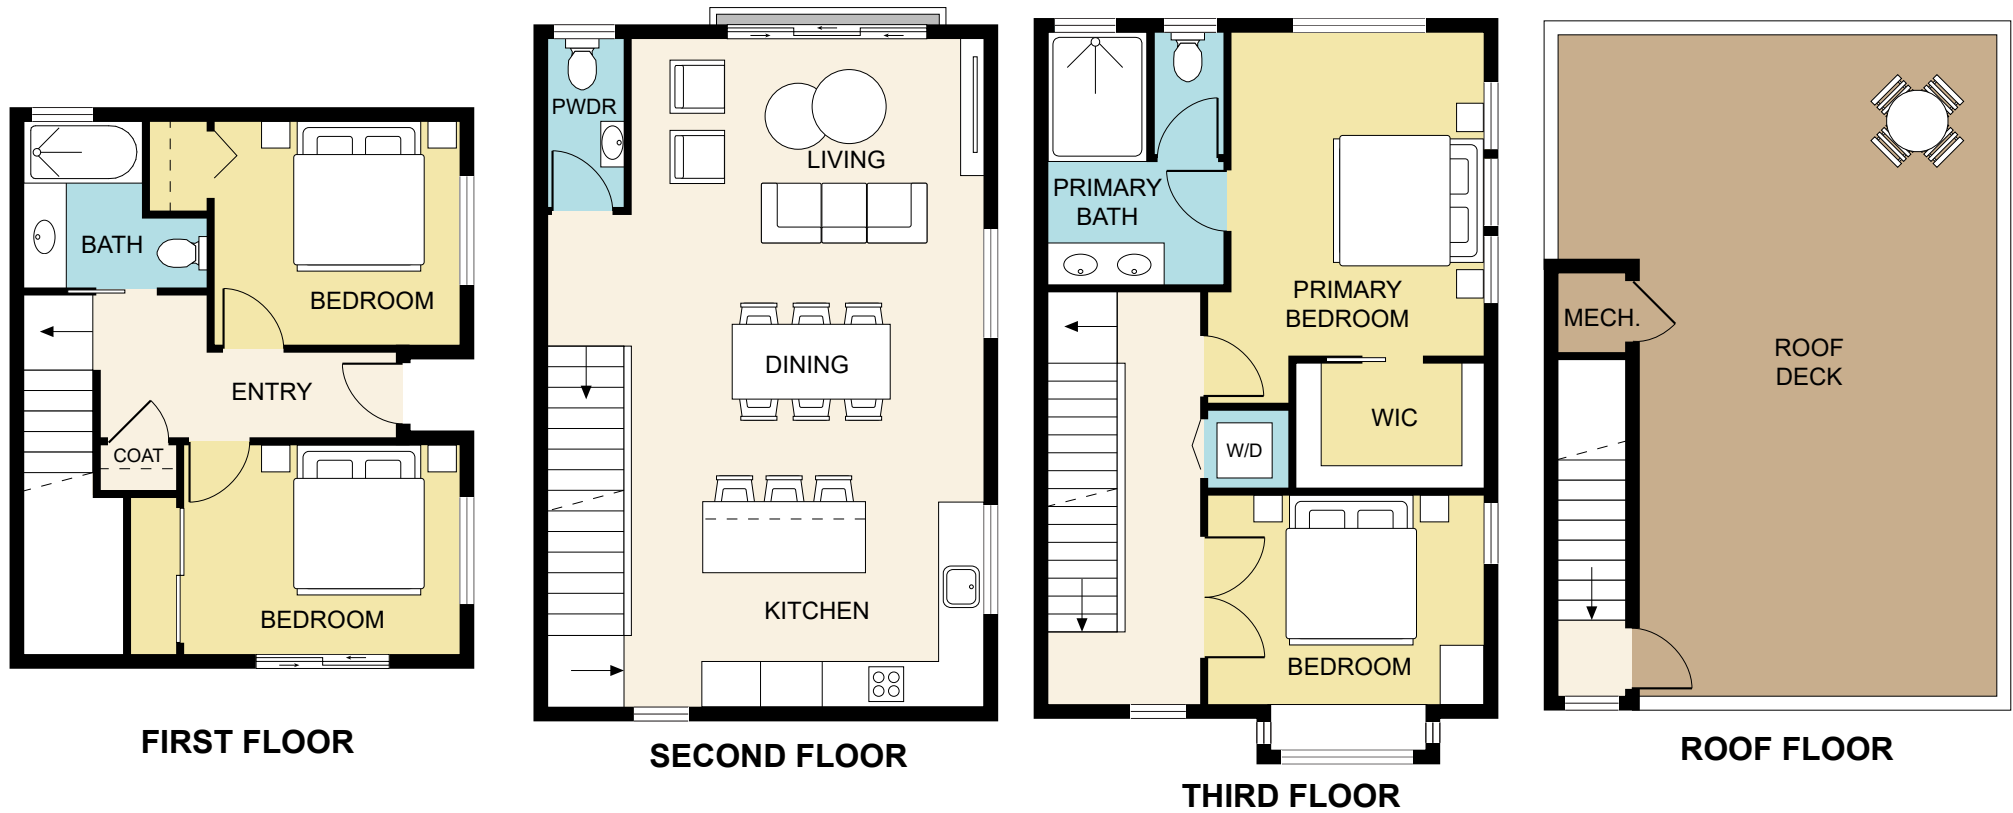 BATH
BEDROOM
ENTRY
COAT
BEDROOM
FIRST FLOOR
PWDR
LIVING
DINING
KITCHEN
SECOND FLOOR
PRIMARY
BATH
PRIMARY
BEDROOM
WIC
W/D
BEDROOM
THIRD FLOOR
MECH.
ROOF
DECK
ROOF FLOOR